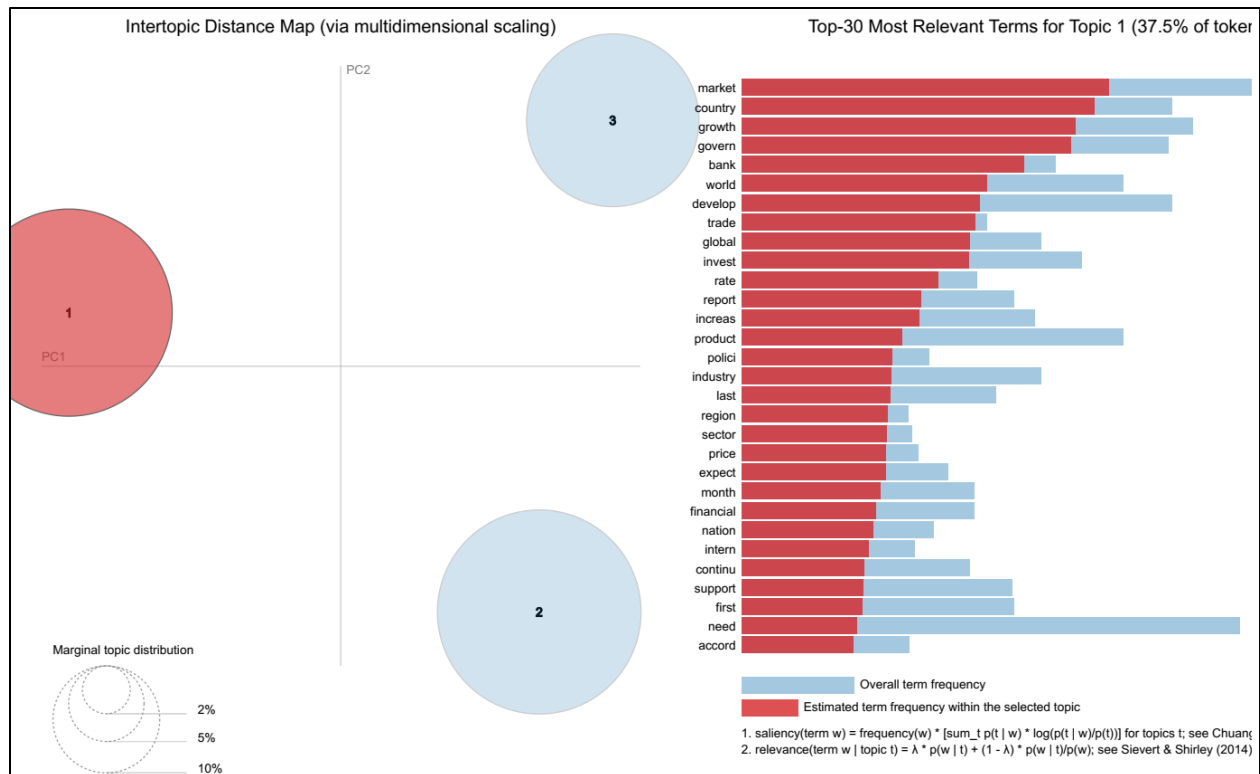 Intertopic Distance Map (via multidimensional scaling)
PC2
PC1
1
2
3
Marginal topic distribution
2%
5%
10%
Top-30 Most Relevant Terms for Topic 1 (37.5% of token
market
country
growth
govern
bank
world
develop
trade
global
invest
rate
report
increas
product
polici
industry
last
region
sector
price
expect
month
financial
nation
intern
continu
support
first
need
accord
Overall term frequency
Estimated term frequency within the selected topic
1. saliency(term w) = frequency(w) * [sum_t p(t | w) * log(p(t | w)/p(t))] for topics t; see Chuang
2. relevance(term w | topic t) = λ * p(w | t) + (1 - λ) * p(w | t)/p(w); see Sievert & Shirley (2014)